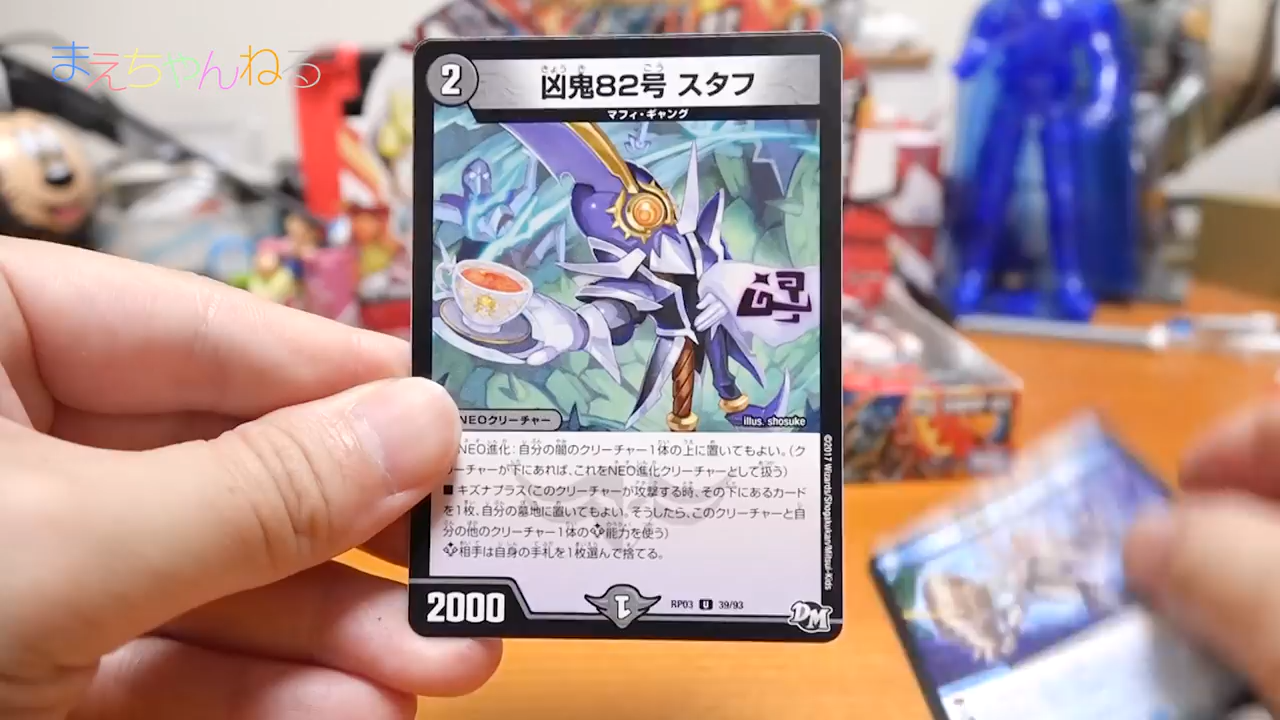 まえちゃんねる
2
きょう き ごう
凶鬼82号 スタフ
マフィ・ギャング
NEOクリーチャー
illus. shosuke
NEO進化:自分の闇のクリーチャー1体の上に置いてもよい。(ク
リーチャーが下にあれば、これをNEO進化クリーチャーとして扱う)
■ キズナプラス(このクリーチャーが攻撃する時、その下にあるカード
を1枚、自分の墓地に置いてもよい。そうしたら、このクリーチャーと自
分の他のクリーチャー1体の能力を使う)
相手は自身の手札を1枚選んで捨てる。
©2017 Wizards/Shogakukan/Mitsui-Kids
2000
1
RP03 U 39/93
DM